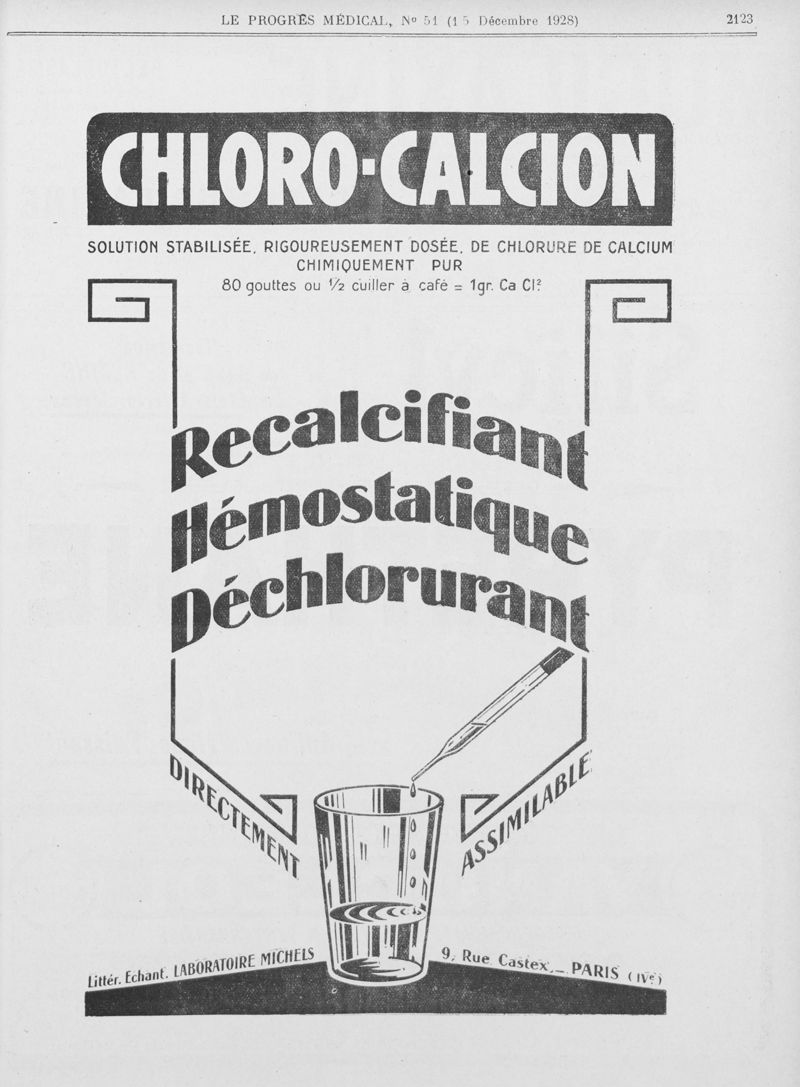 LE PROGRÈS MÉDICAL, Nº 51 (15 Décembre 1928) 2123
CHLORO-CALCION
SOLUTION STABILISÉE, RIGOUREUSEMENT DOSÉE, DE CHLORURE DE CALCIUM
CHIMIQUEMENT PUR
80 gouttes ou ½ cuiller à café = 1gr. Ca Cl².
Recalcifiant
Hémostatique
Déchlorurant
DIRECTEMENT
ASSIMILABLE
Littér. Echant. LABORATOIRE MICHELS
9, Rue Castex _ PARIS (IVe)